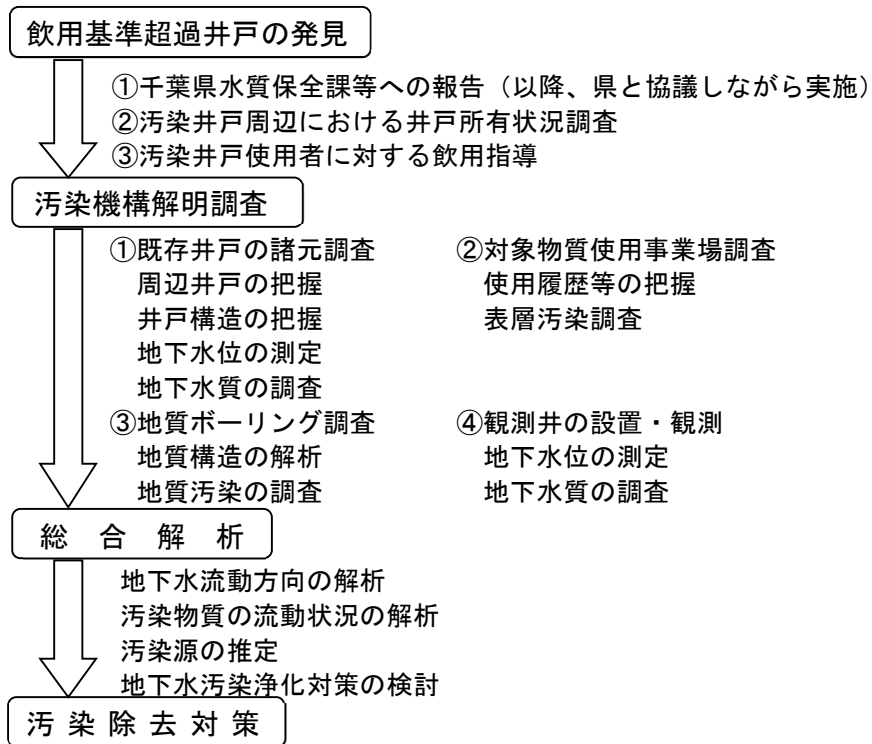 飲用基準超過井戸の発見
①千葉県水質保全課等への報告（以降、県と協議しながら実施）
②汚染井戸周辺における井戸所有状況調査
③汚染井戸使用者に対する飲用指導
汚染機構解明調査
①既存井戸の諸元調査
周辺井戸の把握
井戸構造の把握
地下水位の測定
地下水質の調査
②対象物質使用事業場調査
使用履歴等の把握
表層汚染調査
③地質ボーリング調査
地質構造の解析
地質汚染の調査
④観測井の設置・観測
地下水位の測定
地下水質の調査
総　合　解　析
地下水流動方向の解析
汚染物質の流動状況の解析
汚染源の推定
地下水汚染浄化対策の検討
汚 染 除 去 対 策